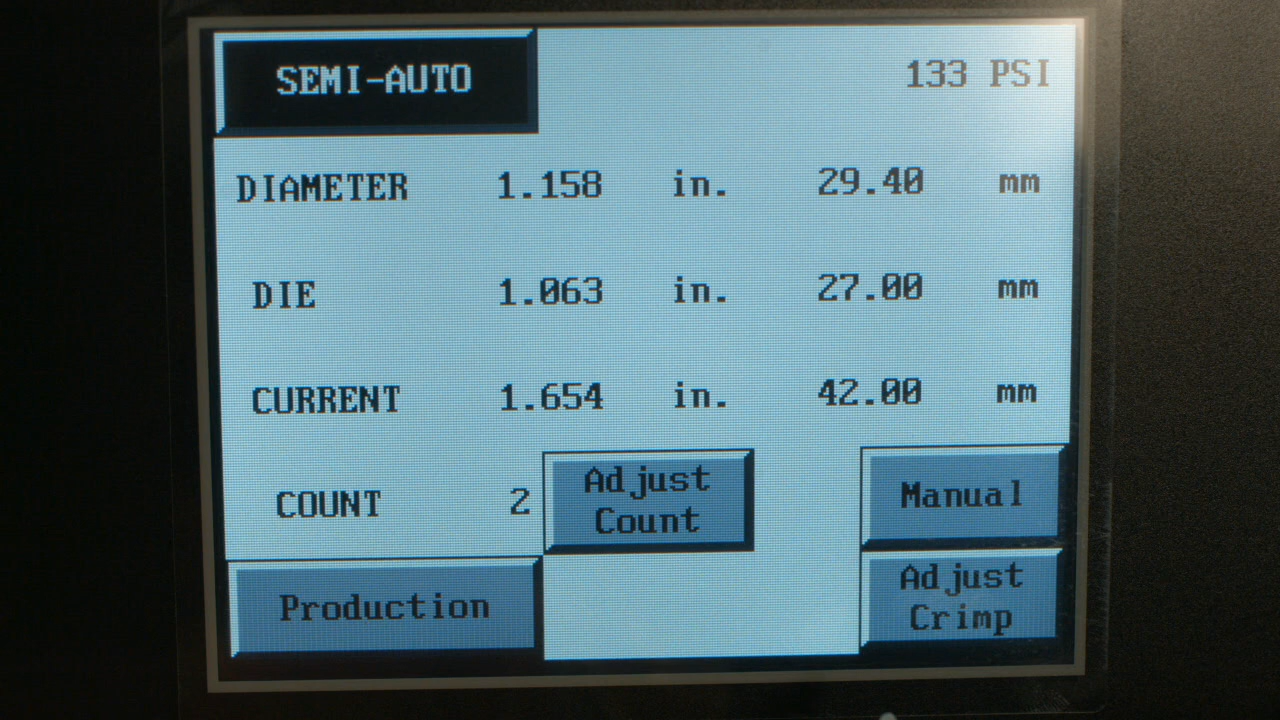 SEMI-AUTO 133 PSI
DIAMETER 1.158 in. 29.40 mm
DIE 1.063 in. 27.00 mm
CURRENT 1.654 in. 42.00 mm
COUNT 2
Adjust
Count
Manual
Production
Adjust
Crimp